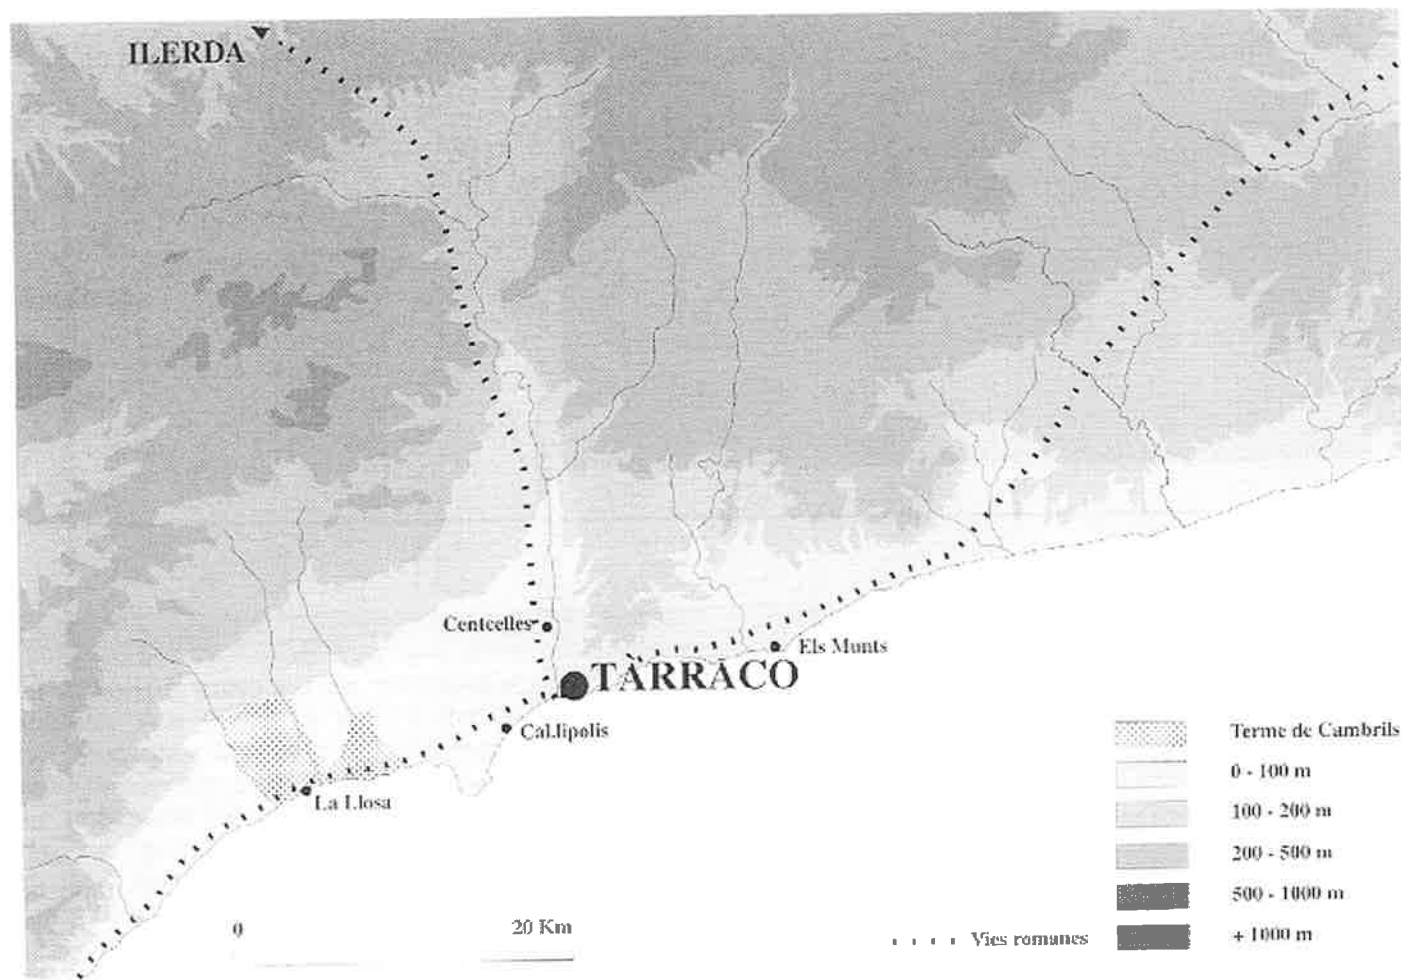 ILERDA
Centcelles
Els Munts
TARRACO
Cal.lipolis
La Llosa
Terme de Cambrils
0 - 100 m
100 - 200 m
200 - 500 m
500 - 1000 m
+ 1000 m
0
20 Km
Vies romanes